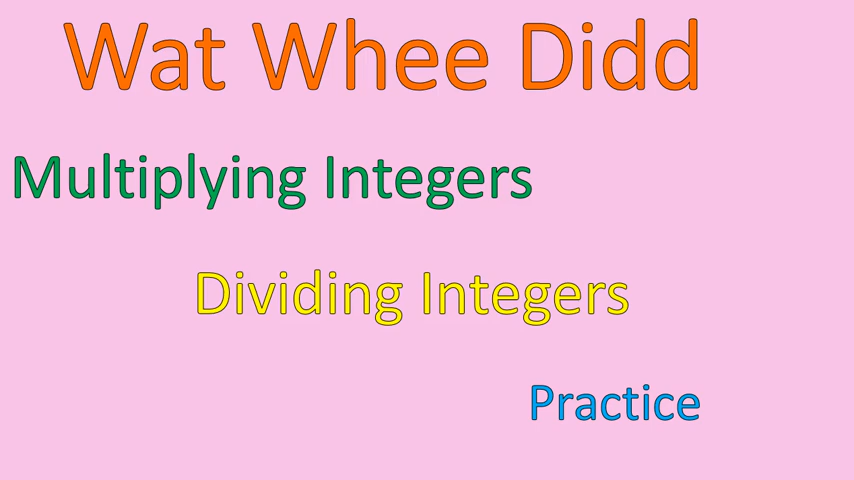 Wat Whee Didd
Multiplying Integers
Dividing Integers
Practice